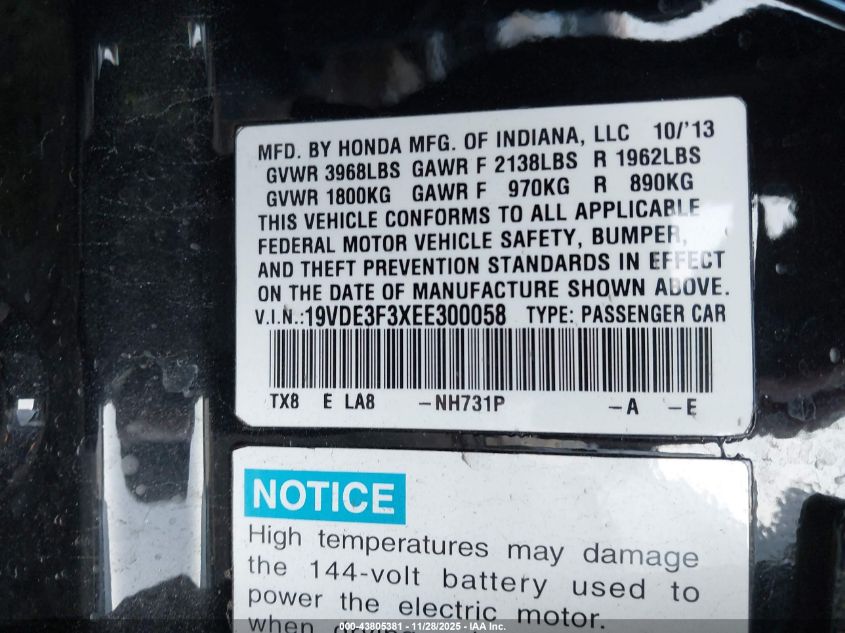 MFD. BY HONDA MFG. OF INDIANA, LLC 10/'13
GVWR 3968LBS GAWR F 2138LBS R 1962LBS
GVWR 1800KG GAWR F 970KG R 890KG
THIS VEHICLE CONFORMS TO ALL APPLICABLE
FEDERAL MOTOR VEHICLE SAFETY, BUMPER,
AND THEFT PREVENTION STANDARDS IN EFFECT
ON THE DATE OF MANUFACTURE SHOWN ABOVE.
V.I.N.:19VDE3F3XEE300058 TYPE: PASSENGER CAR
TX8 E LA8 -NH731P -A -E
NOTICE
High temperatures may damage
the 144-volt battery used to
power the electric motor.
when
000-43805381 - 11/28/2025 - IAA Inc.